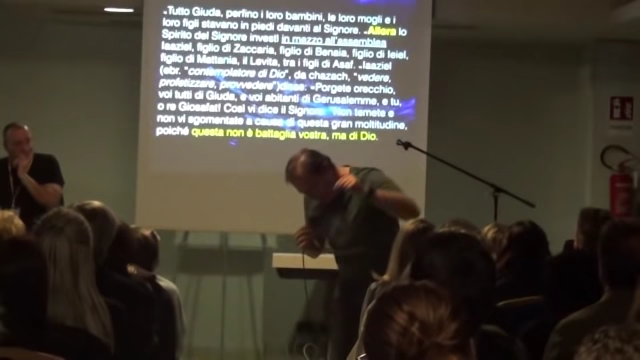 „Tutto Giuda, perfino i loro bambini, le loro mogli e i
loro figli stavano in piedi davanti al Signore. „Allora lo
Spirito del Signore investì in mezzo all'assemblea
Iaaziel, figlio di Zaccaria, figlio di Benaia, figlio di Ieiel,
figlio di Mattania, il Levita, tra i figli di Asaf. „Iaaziel
(ebr. "contemplatore di Dio", da chazach, "vedere,
profetizzare, provvedere")disse: «Porgete orecchio,
voi tutti di Giuda, e voi abitanti di Gerusalemme, e tu,
o re Giosafat! Così vi dice il Signore: "Non temete e
non vi sgomentate a causa di questa gran moltitudine,
poiché questa non è battaglia vostra, ma di Dio.